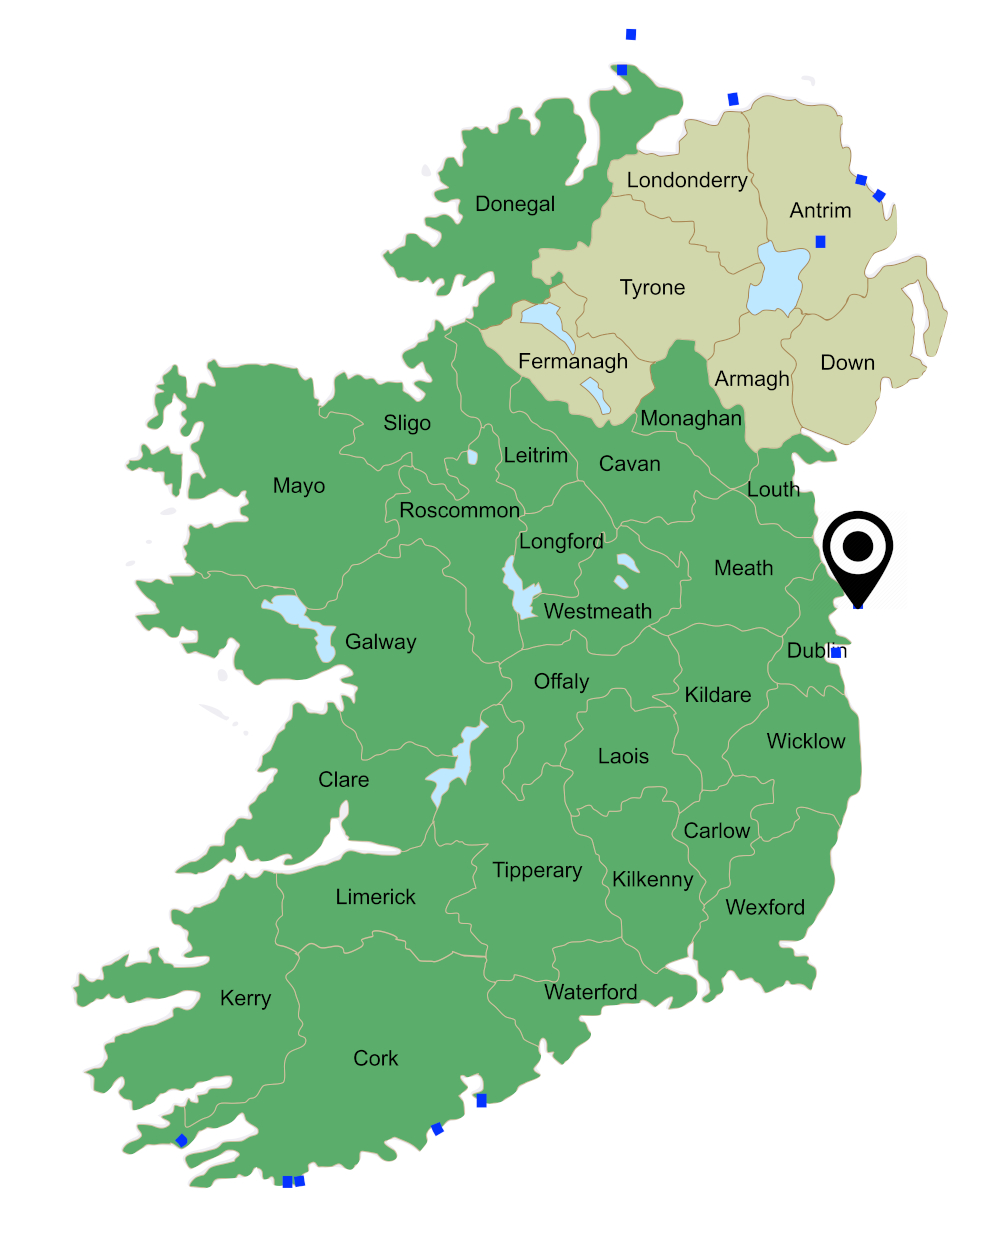 Londonderry
Donegal
Antrim
Tyrone
Fermanagh
Down
Armagh
Monaghan
Sligo
Leitrim
Cavan
Mayo
Louth
Roscommon
Longford
Meath
Westmeath
Galway
Dublin
Offaly
Kildare
Wicklow
Laois
Clare
Carlow
Tipperary
Kilkenny
Limerick
Wexford
Waterford
Kerry
Cork